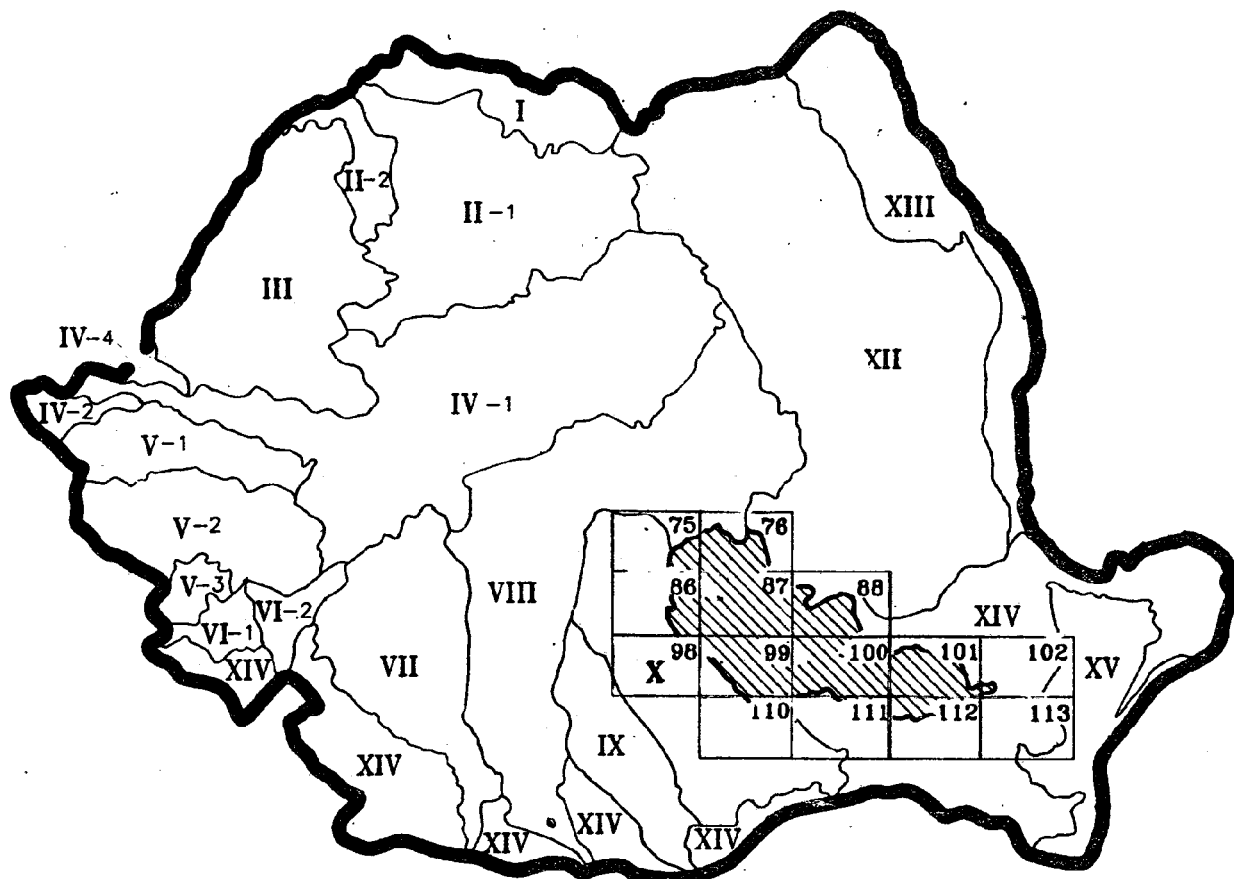 I
II-2
II-1
XIII
III
IV-4
XII
IV-2
IV-1
V-1
75 76
V-2
86 87 88
V-3
VI-2
VIII
XIV
VI-1
98 99 100 101 102
XIV
VII
X
XV
110 111 112 113
IX
XIV
XIV
XIV
XIV